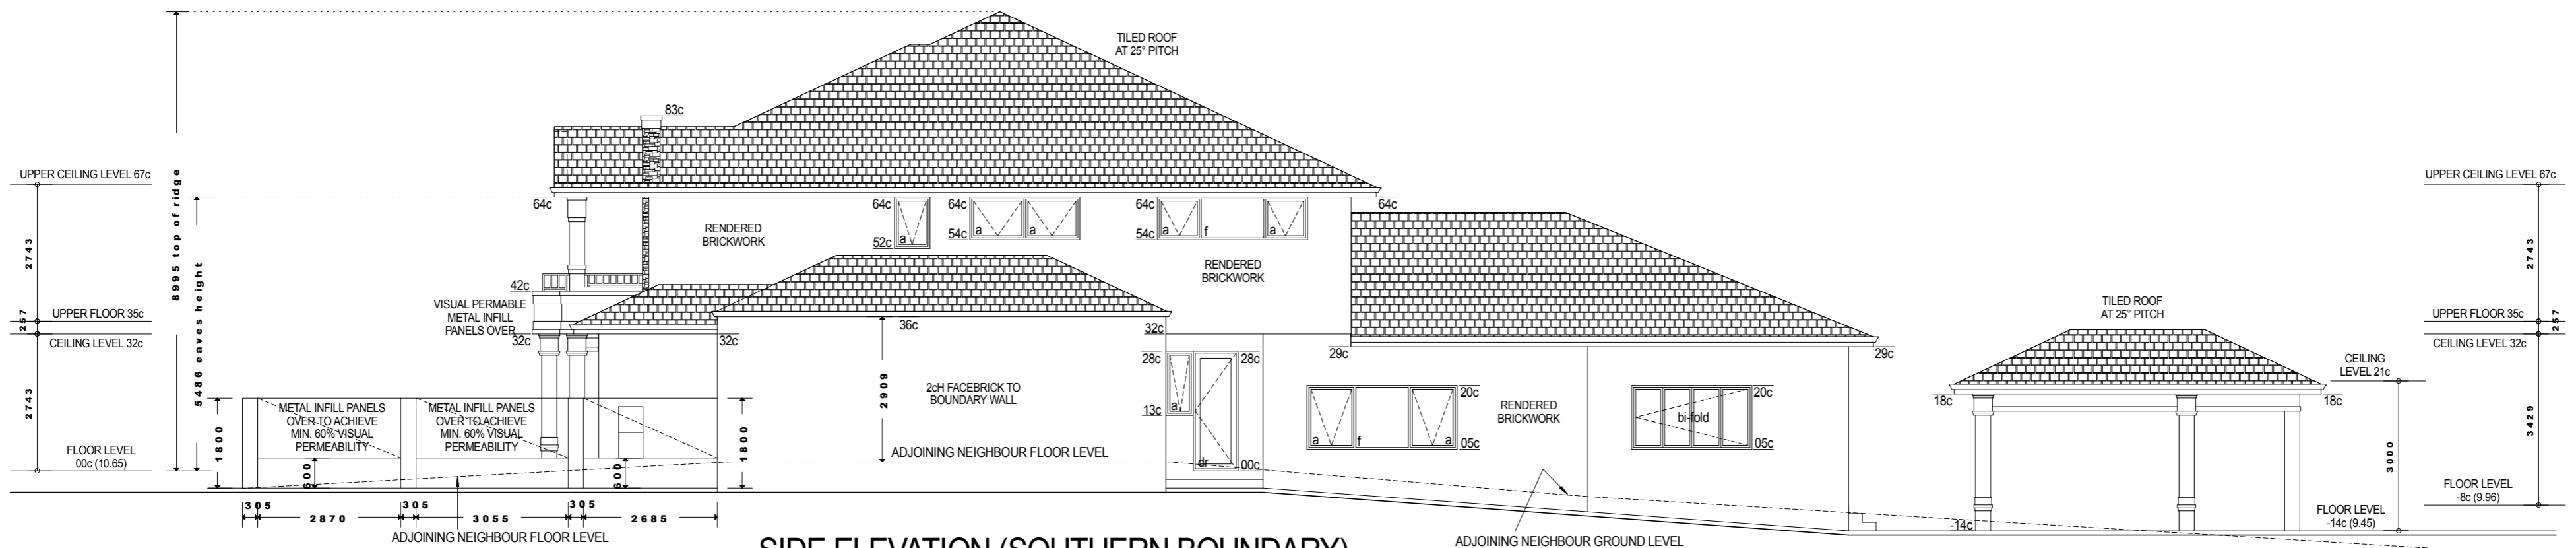 TILED ROOF
AT 25° PITCH
83c
UPPER CEILING LEVEL 67c
UPPER CEILING LEVEL 67c
8995 top of ridge
64c
64c
64c
64c
64c
RENDERED
BRICKWORK
a
a
a
a
f
a
52c
54c
54c
2743
2743
5486 eaves height
RENDERED
BRICKWORK
42c
VISUAL PERMABLE
METAL INFILL
PANELS OVER
TILED ROOF
AT 25° PITCH
UPPER FLOOR 35c
257
UPPER FLOOR 35c
257
36c
32c
CEILING LEVEL 32c
32c
32c
CEILING LEVEL 32c
28c
28c
29c
29c
CEILING
LEVEL 21c
2743
2909
2cH FACEBRICK TO
BOUNDARY WALL
20c
20c
18c
18c
METAL INFILL PANELS
OVER TO ACHIEVE
MIN. 60% VISUAL
PERMEABILITY
METAL INFILL PANELS
OVER TO ACHIEVE
MIN. 60% VISUAL
PERMEABILITY
13c
a
RENDERED
BRICKWORK
bi-fold
3429
1800
1800
a
f
a
05c
05c
3000
FLOOR LEVEL
00c (10.65)
ADJOINING NEIGHBOUR FLOOR LEVEL
dr
00c
600
600
FLOOR LEVEL
-8c (9.96)
305
305
305
2870
3055
2685
FLOOR LEVEL
-14c (9.45)
-14c
ADJOINING NEIGHBOUR FLOOR LEVEL
SIDE ELEVATION (SOUTHERN BOUNDARY)
ADJOINING NEIGHBOUR GROUND LEVEL